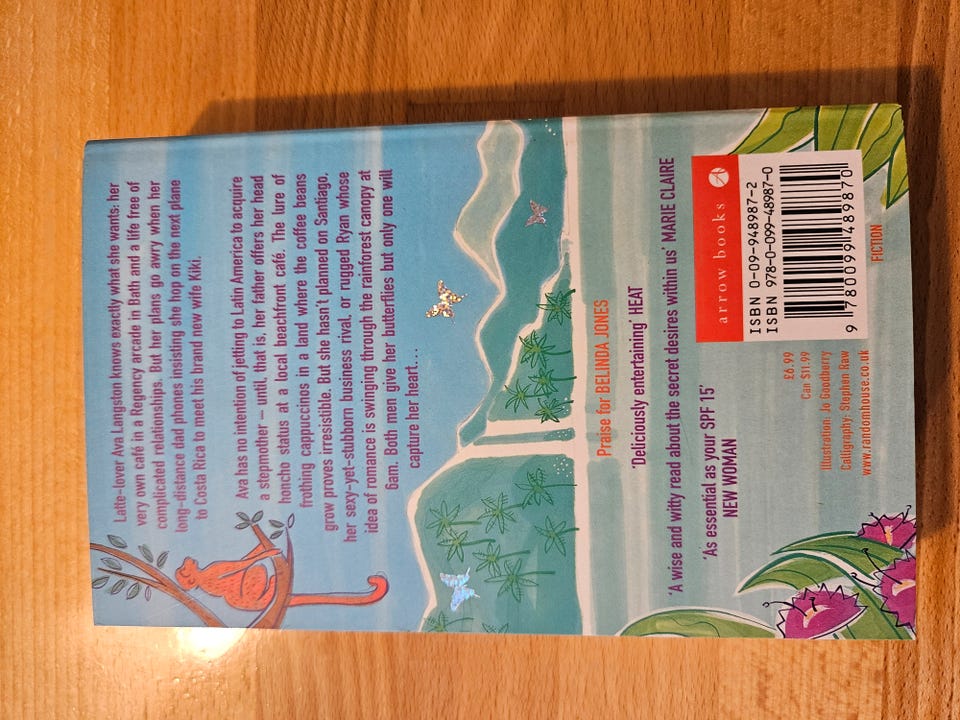 Latte-lover Ava Langston knows exactly what she wants: her
very own café in a Regency arcade in Bath and a life free of
complicated relationships. But her plans go awry when her
long-distance dad phones insisting she hop on the next plane
to Costa Rica to meet his brand new wife Kiki.
Ava has no intention of jetting to Latin America to acquire
a stepmother – until, that is, her father offers her head
honcho status at a local beachfront café. The lure of
frothing cappuccinos in a land where the coffee beans
grow proves irresistible. But she hasn't planned on Santiago,
her sexy-yet-stubborn business rival, or rugged Ryan whose
idea of romance is swinging through the rainforest canopy at
6am. Both men give her butterflies but only one will
capture her heart...
Praise for BELINDA JONES
'Deliciously entertaining' HEAT
'A wise and witty read about the secret desires within us' MARIE CLAIRE
'As essential as your SPF 15'
NEW WOMAN
arrow books
ISBN 0-09-948987-2
ISBN 978-0-099-48987-0
9 780099 489870
FICTION
£6.99
Can $11.99
Illustration: Jo Goodberry
Calligraphy: Stephen Raw
www.randomhouse.co.uk